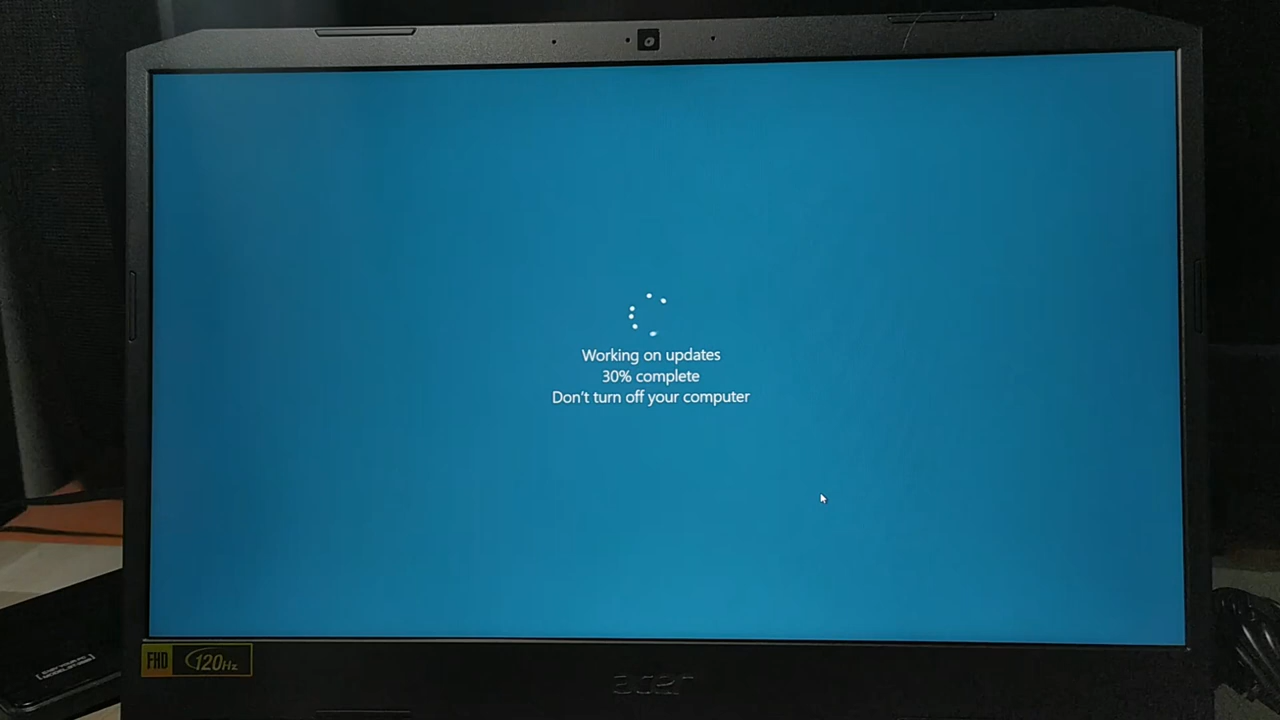 Working on updates
30% complete
Don't turn off your computer
FHD 120Hz
acer